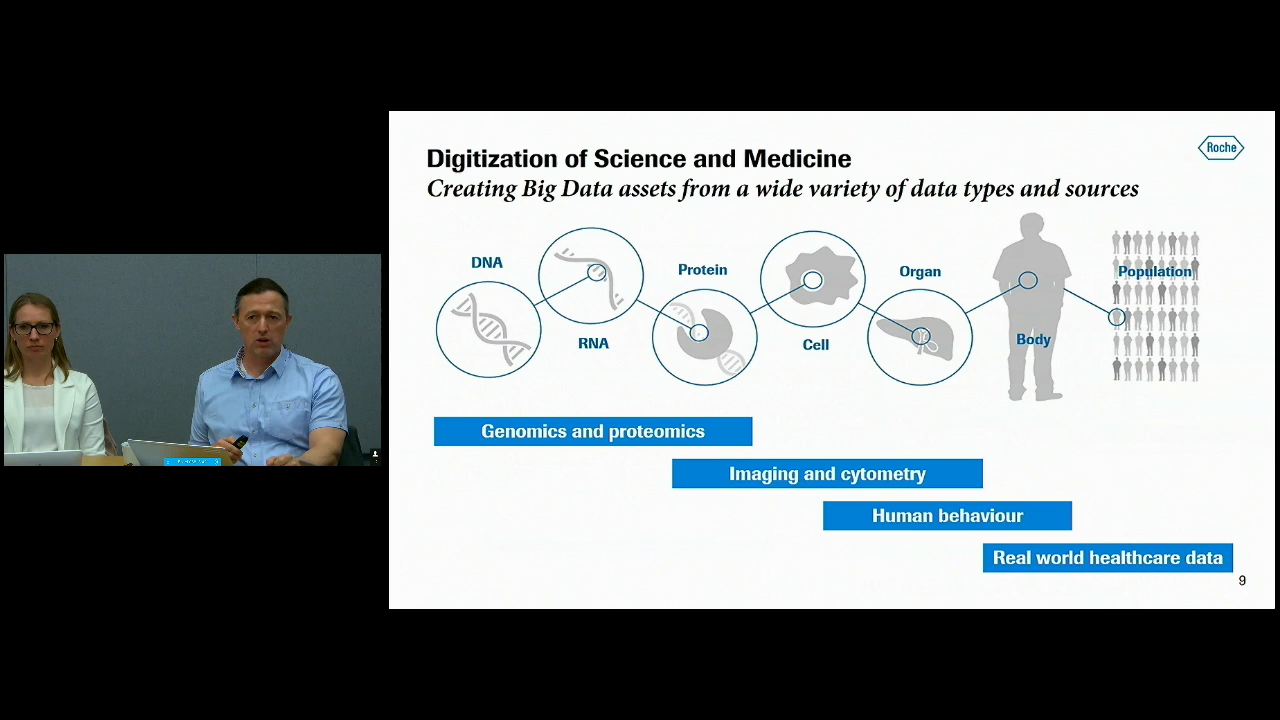 Digitization of Science and Medicine
Roche
Creating Big Data assets from a wide variety of data types and sources
DNA
RNA
Protein
Cell
Organ
Body
Population
Genomics and proteomics
Imaging and cytometry
Human behaviour
Real world healthcare data
9